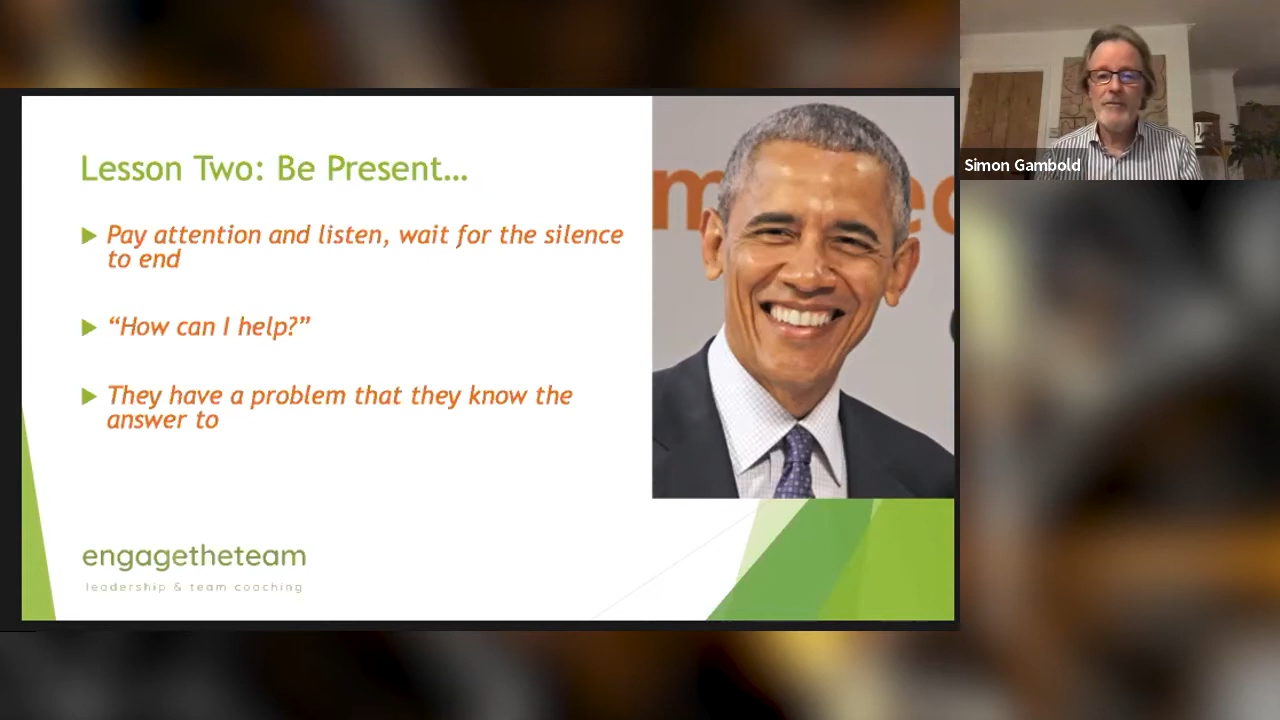 Lesson Two: Be Present…
Pay attention and listen, wait for the silence
to end
“How can I help?”
They have a problem that they know the
answer to
engagetheteam
leadership & team coaching
Simon Gambold